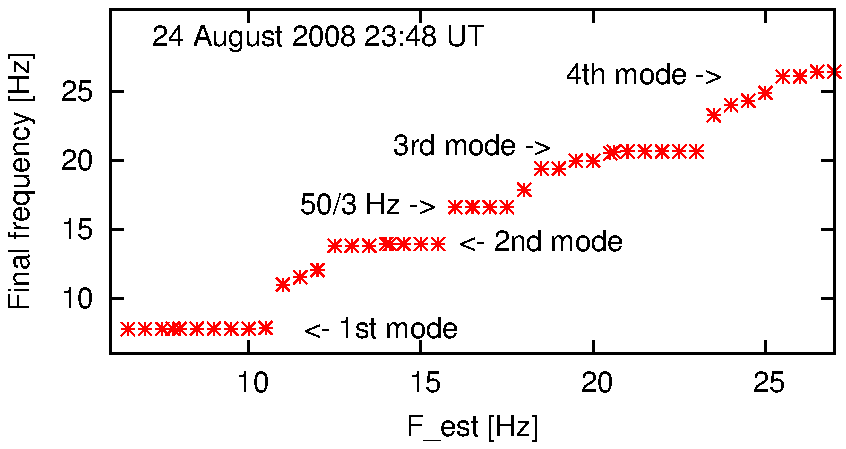 24 August 2008 23:48 UT
4th mode ->
3rd mode ->
50/3 Hz ->
<- 2nd mode
<- 1st mode
Final frequency [Hz]
25
20
15
10
10 15 20 25
F_est [Hz]